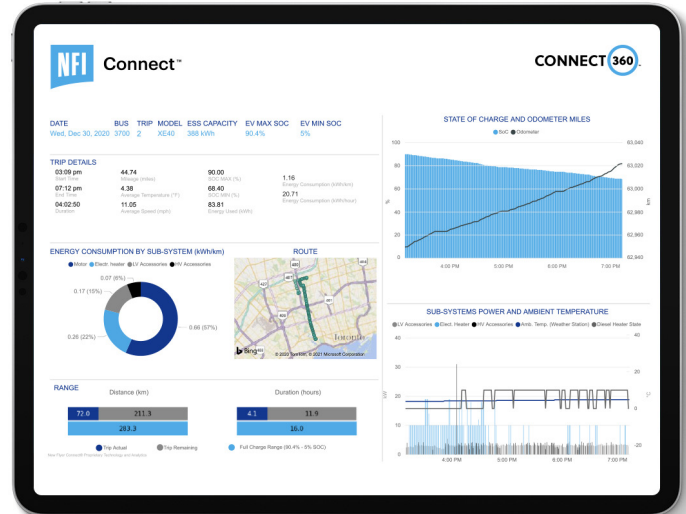 NFI Connect™
CONNECT 360
DATE BUS TRIP MODEL ESS CAPACITY EV MAX SOC EV MIN SOC
Wed, Dec 30, 2020 3700 2 XE40 388 kWh 90.4% 5%
TRIP DETAILS
03:09 pm 44.74 90.00 1.16
Start Time Mileage (miles) SOC MAX (%) Energy Consumption (KWH/km)
07:12 pm 4.38 68.40 20.71
End Time Average Temperature (°F) SOC MIN (%) Energy Consumption (KWH/hour)
04:02:50 11.05 83.81
Duration Average Speed (mph) Energy Used (kWh)
STATE OF CHARGE AND ODOMETER MILES
SoC Odometer
100 63,040
80 63,020
60 63,000
40 62,980
20 62,960
0
% km
4:00 PM 5:00 PM 6:00 PM 7:00 PM
ENERGY CONSUMPTION BY SUB-SYSTEM (kWh/km)
Motor Electr. heater LV Accessories HV Accessories
0.07 (6%)
0.17 (15%)
0.26 (22%)
0.66 (57%)
ROUTE
Toronto
Bing
© 2020 TomTom, © 2021 Microsoft Corporation
SUB-SYSTEMS POWER AND AMBIENT TEMPERATURE
LV Accessories Elect. Heater HV Accessories Amb. Temp. (Weather Station) Diesel Heater State
40 40
30 20
20 0
10 -20
0
4:00 PM 5:00 PM 6:00 PM 7:00 PM
RANGE
Distance (km) Duration (hours)
72.0 211.3 4.1 11.9
283.3 16.0
Trip Actual Trip Remaining Full Charge Range (90.4% - 5% SOC)